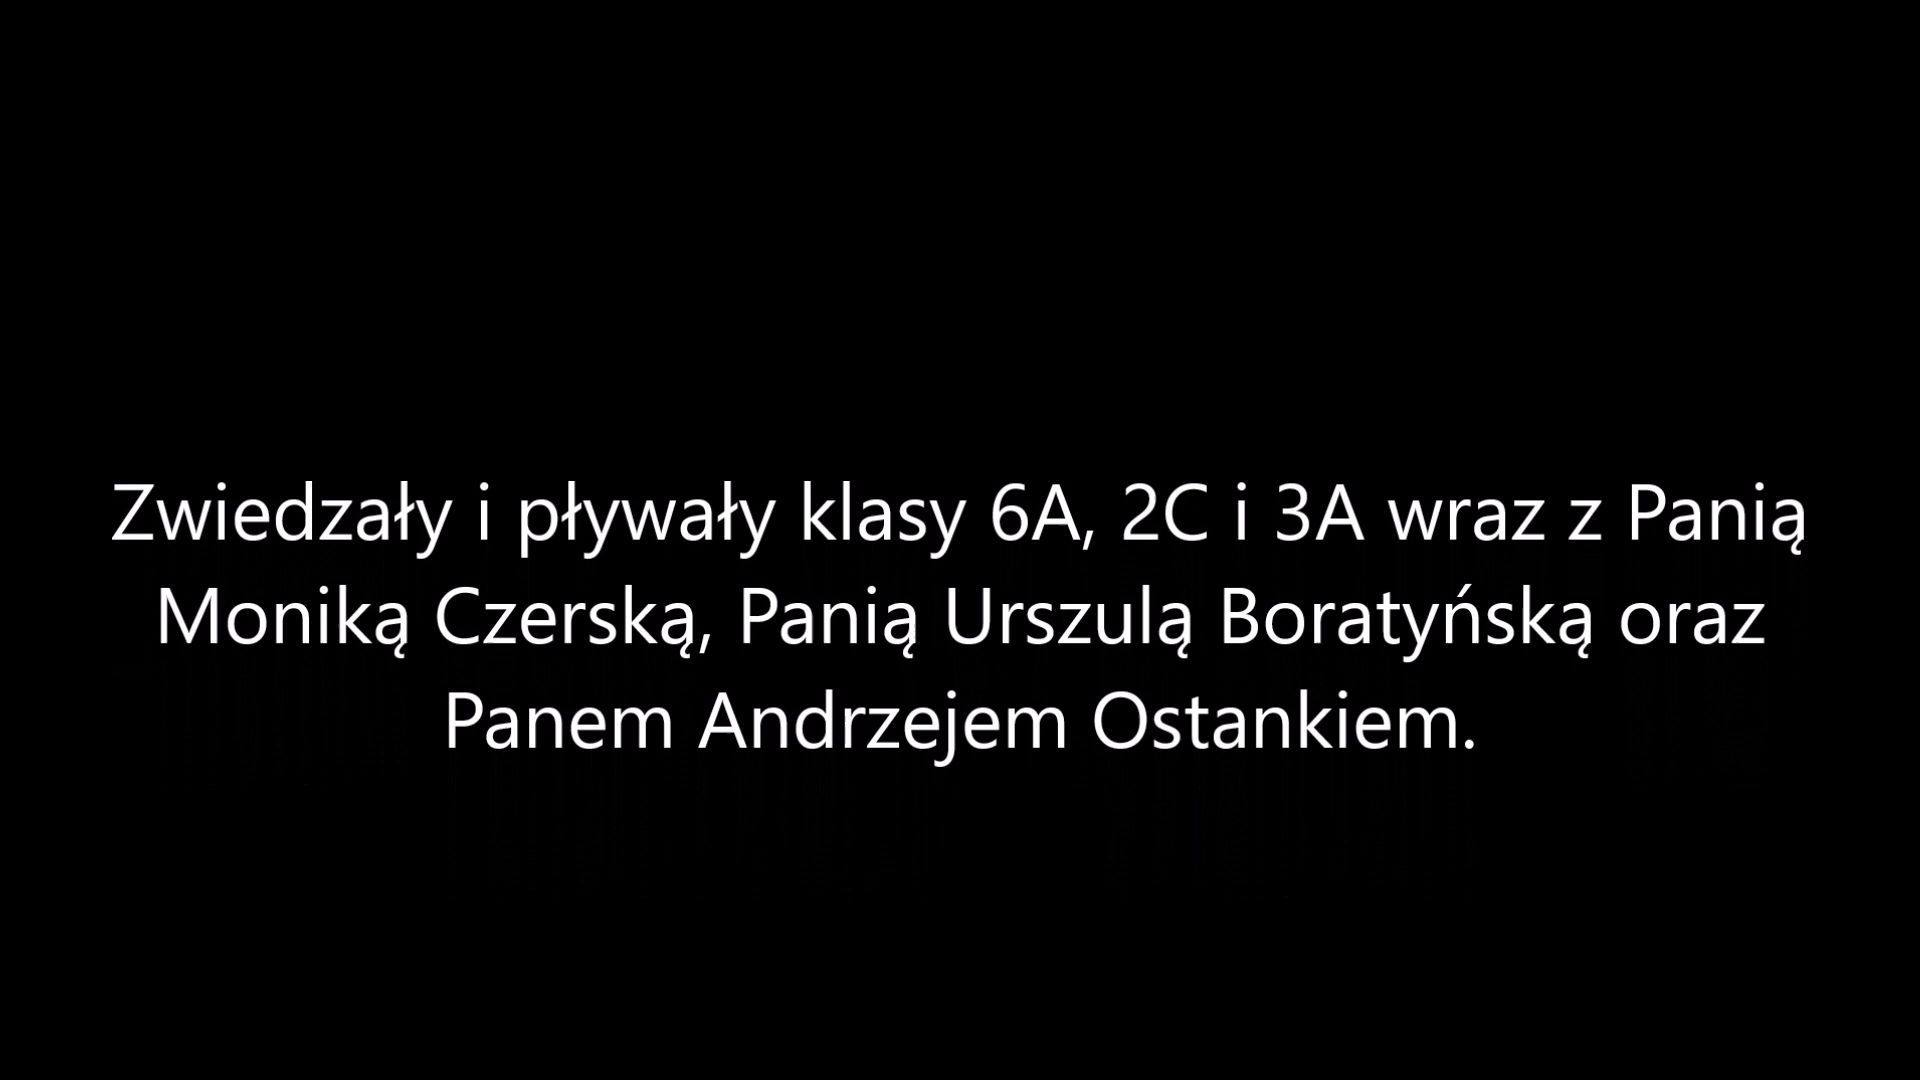 Zwiedzały i pływały klasy 6A, 2C i 3A wraz z Panią
Moniką Czerską, Panią Urszulą Boratyńską oraz
Panem Andrzejem Ostankiem.